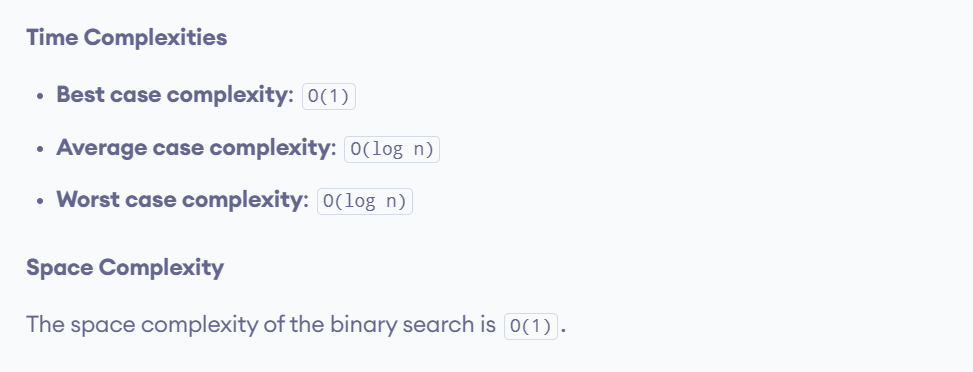 Time Complexities
• Best case complexity: O(1)
• Average case complexity: O(log n)
• Worst case complexity: O(log n)
Space Complexity
The space complexity of the binary search is O(1).